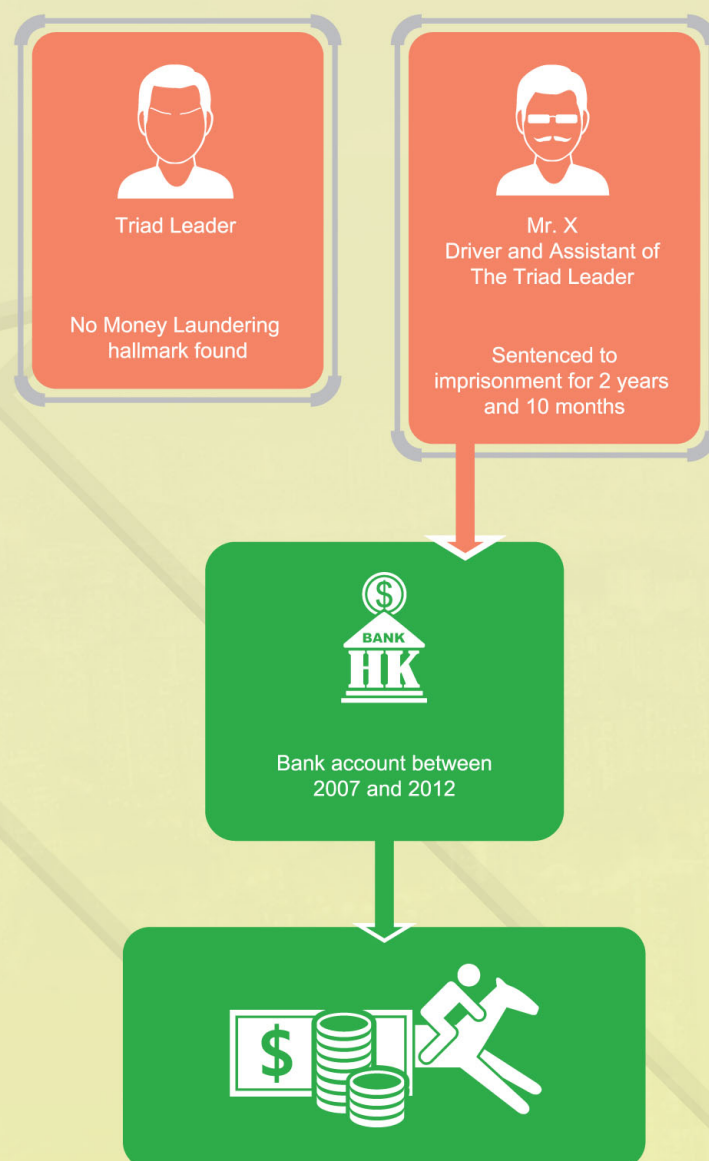 Triad Leader
No Money Laundering
hallmark found
Mr. X
Driver and Assistant of
The Triad Leader
Sentenced to
imprisonment for 2 years
and 10 months
$
BANK
HK
Bank account between
2007 and 2012
$